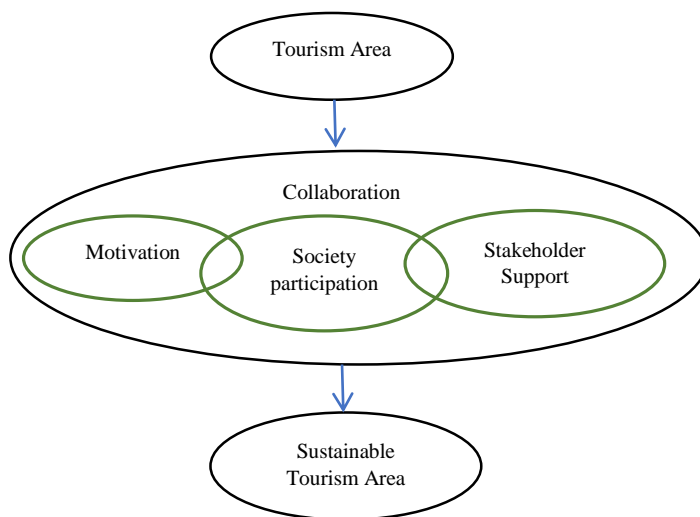 Tourism Area
Collaboration
Motivation
Society
participation
Stakeholder
Support
Sustainable
Tourism Area